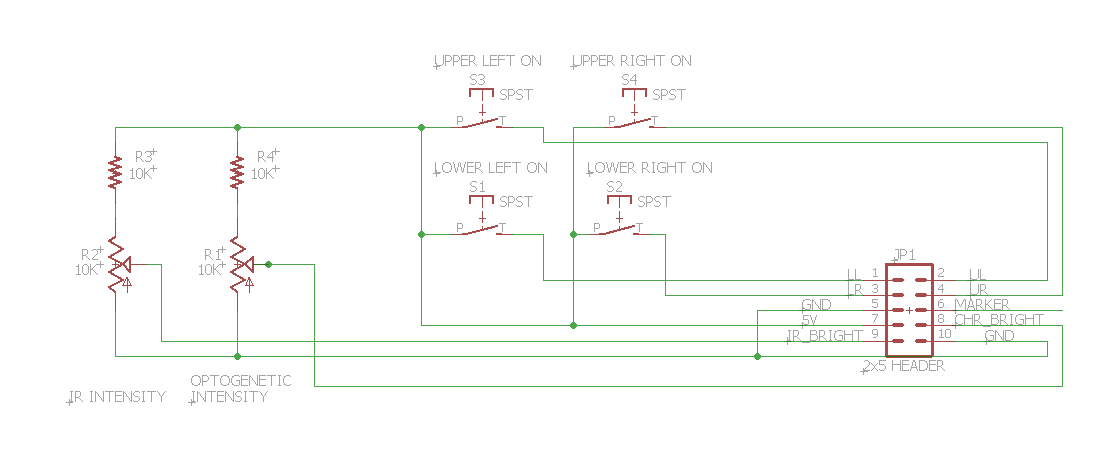 UPPER LEFT ON
UPPER RIGHT ON
S3
SPST
P
T
S4
SPST
P
T
R3
10K
R4
10K
LOWER LEFT ON
LOWER RIGHT ON
S1
SPST
P
T
S2
SPST
P
T
R2
10K
R1
10K
JP1
LL 1 2 UL
LR 3 4 UR
GND 5 6 MARKER
5V 7 8 CHR_BRIGHT
IR_BRIGHT 9 10 GND
2x5 HEADER
IR INTENSITY
OPTOGENETIC
INTENSITY